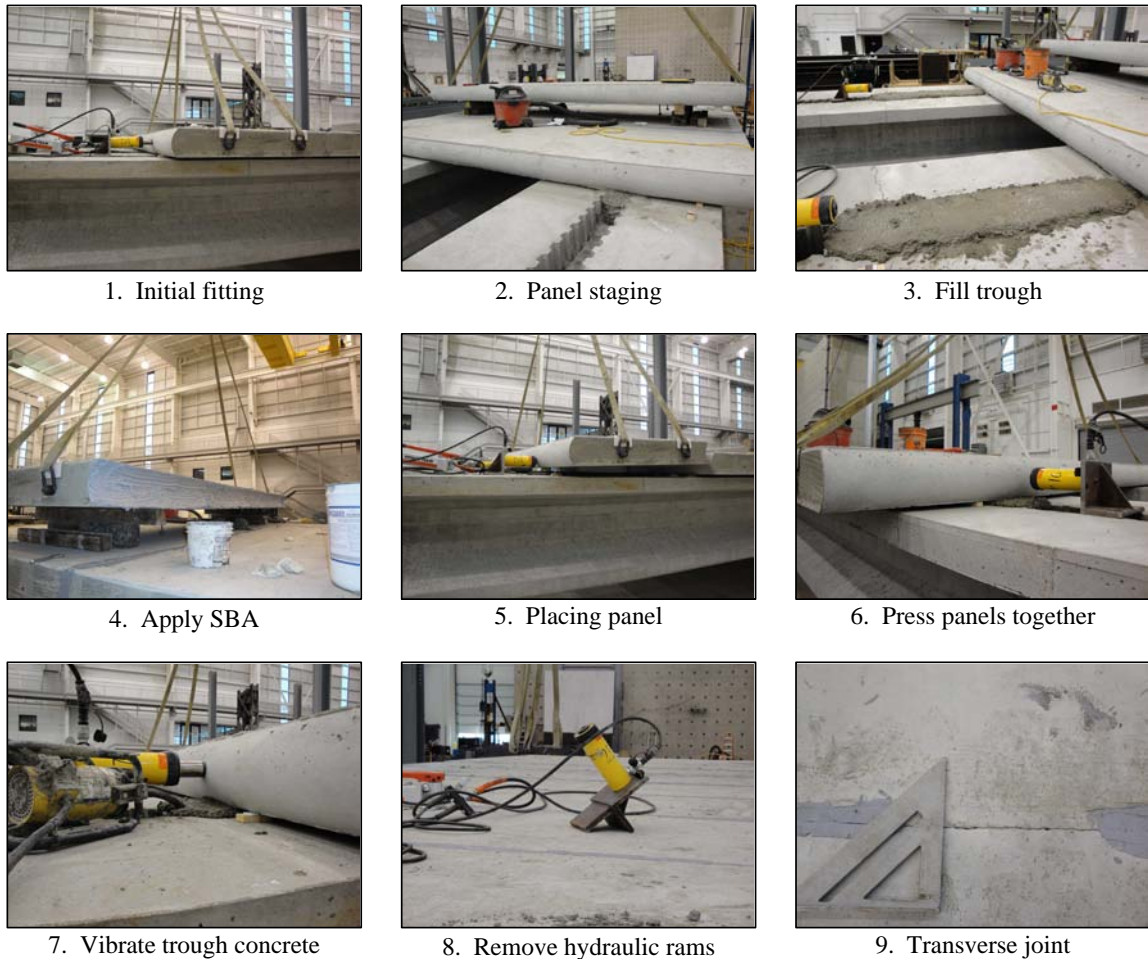 1. Initial fitting
2. Panel staging
3. Fill trough
4. Apply SBA
5. Placing panel
6. Press panels together
7. Vibrate trough concrete
8. Remove hydraulic rams
9. Transverse joint